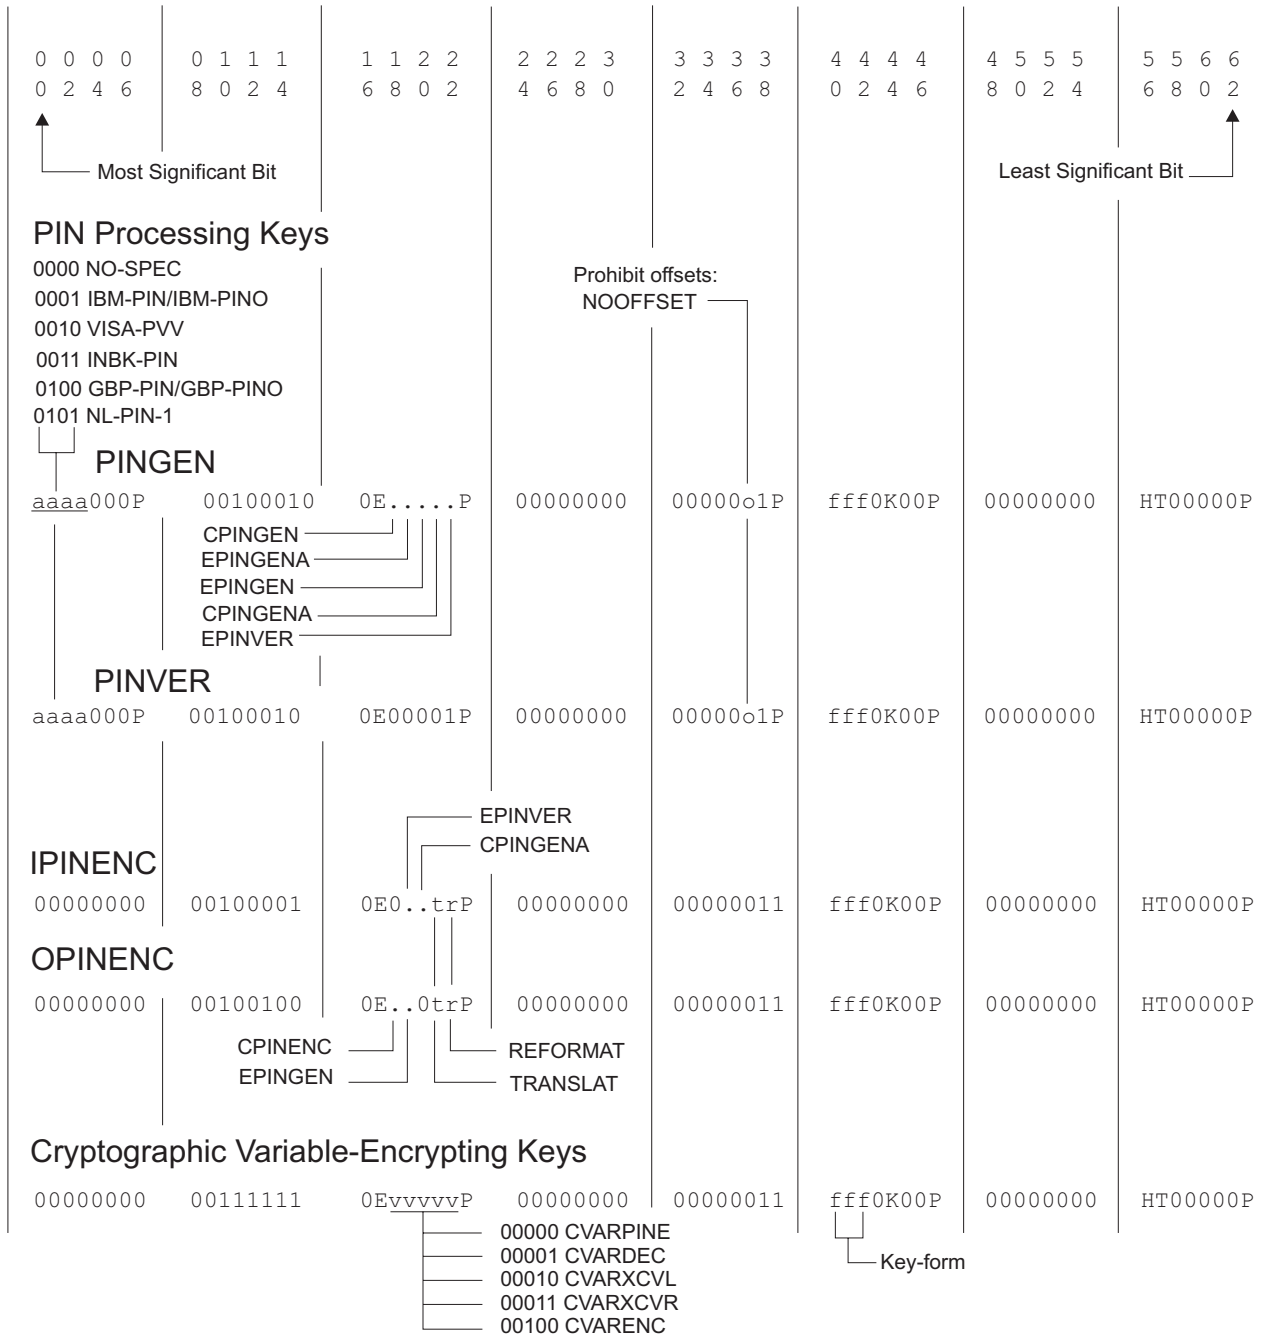 0 0 0 0 0 1 1 1 1 1 2 2 2 2 2 3 3 3 3 3 4 4 4 4 4 5 5 5 5 5 6 6
0 2 4 6 8 0 2 4 6 8 0 2 4 6 8 0 2 4 6 8 0 2 4 6 8 0 2 4 6 8 0 2
Most Significant Bit Least Significant Bit
PIN Processing Keys
0000 NO-SPEC
0001 IBM-PIN/IBM-PINO
0010 VISA-PVV
0011 INBK-PIN
0100 GBP-PIN/GBP-PINO
0101 NL-PIN-1
Prohibit offsets:
NOOFFSET
PINGEN
aaaa000P 00100010 0E.....P 00000000 00000o1P fff0K00P 00000000 HT00000P
CPINGEN
EPINGENA
EPINGEN
CPINGENA
EPINVER
PINVER
aaaa000P 00100010 0E00001P 00000000 00000o1P fff0K00P 00000000 HT00000P
EPINVER
CPINGENA
IPINENC
00000000 00100001 0E0..trP 00000000 00000011 fff0K00P 00000000 HT00000P
OPINENC
00000000 00100100 0E..0trP 00000000 00000011 fff0K00P 00000000 HT00000P
CPINENC REFORMAT
EPINGEN TRANSLAT
Cryptographic Variable-Encrypting Keys
00000000 00111111 0EvvvvvP 00000000 00000011 fff0K00P 00000000 HT00000P
00000 CVARPINE
00001 CVARDEC
00010 CVARXCVL
00011 CVARXCVR
00100 CVARENC
Key-form